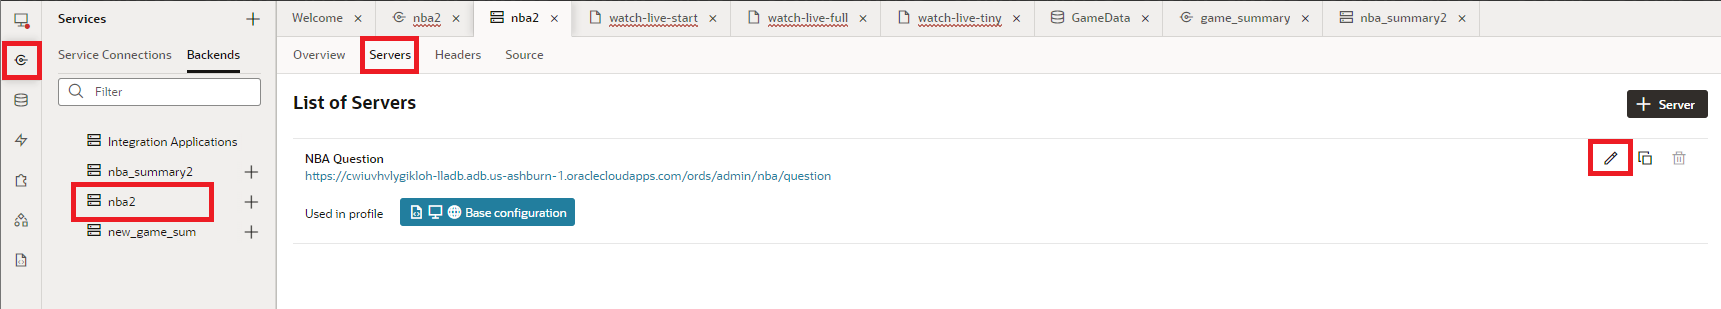 Services
Service Connections
Backends
Filter
Integration Applications
nba_summary2
nba2
new_game_sum
Welcome
nba2
nba2
watch-live-start
watch-live-full
watch-live-tiny
GameData
game_summary
nba_summary2
Overview
Servers
Headers
Source
List of Servers
Server
NBA Question
https://cwiuvhvlygikloh-lladb.adb.us-ashburn-1.oraclecloudapps.com/ords/admin/nba/question
Used in profile
Base configuration